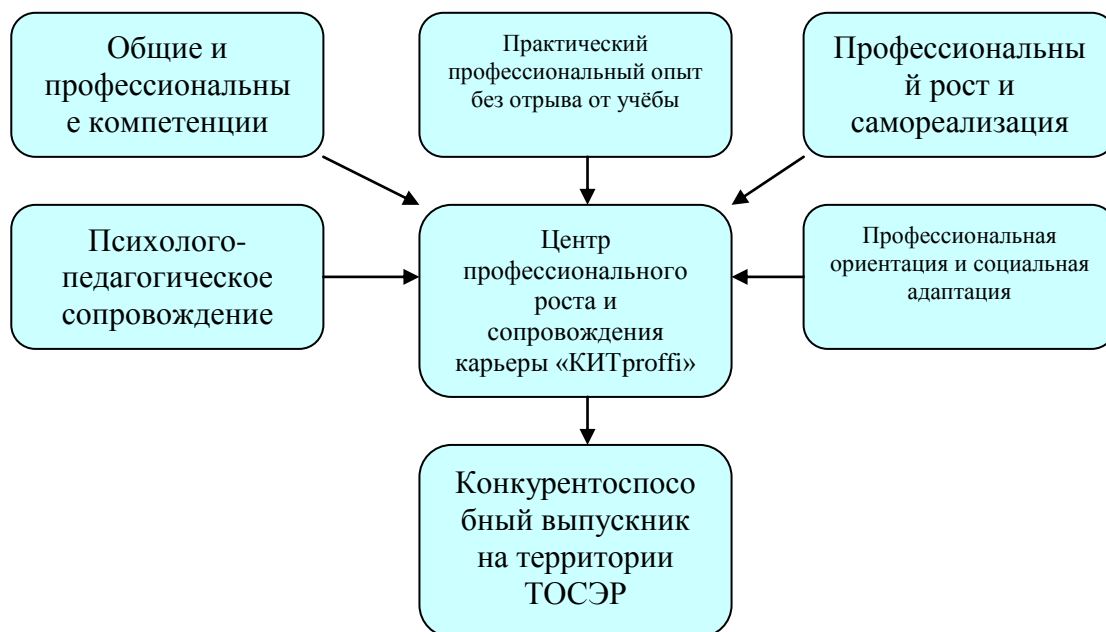 Общие и
профессиональны
е компетенции
Практический
профессиональный опыт
без отрыва от учёбы
Профессиональны
й рост и
самореализация
Психолого-
педагогическое
сопровождение
Центр
профессионального
роста и
сопровождения
карьеры «КИТproffi»
Профессиональная
ориентация и социальная
адаптация
Конкурентоспосо
бный выпускник
на территории
ТОСЭР